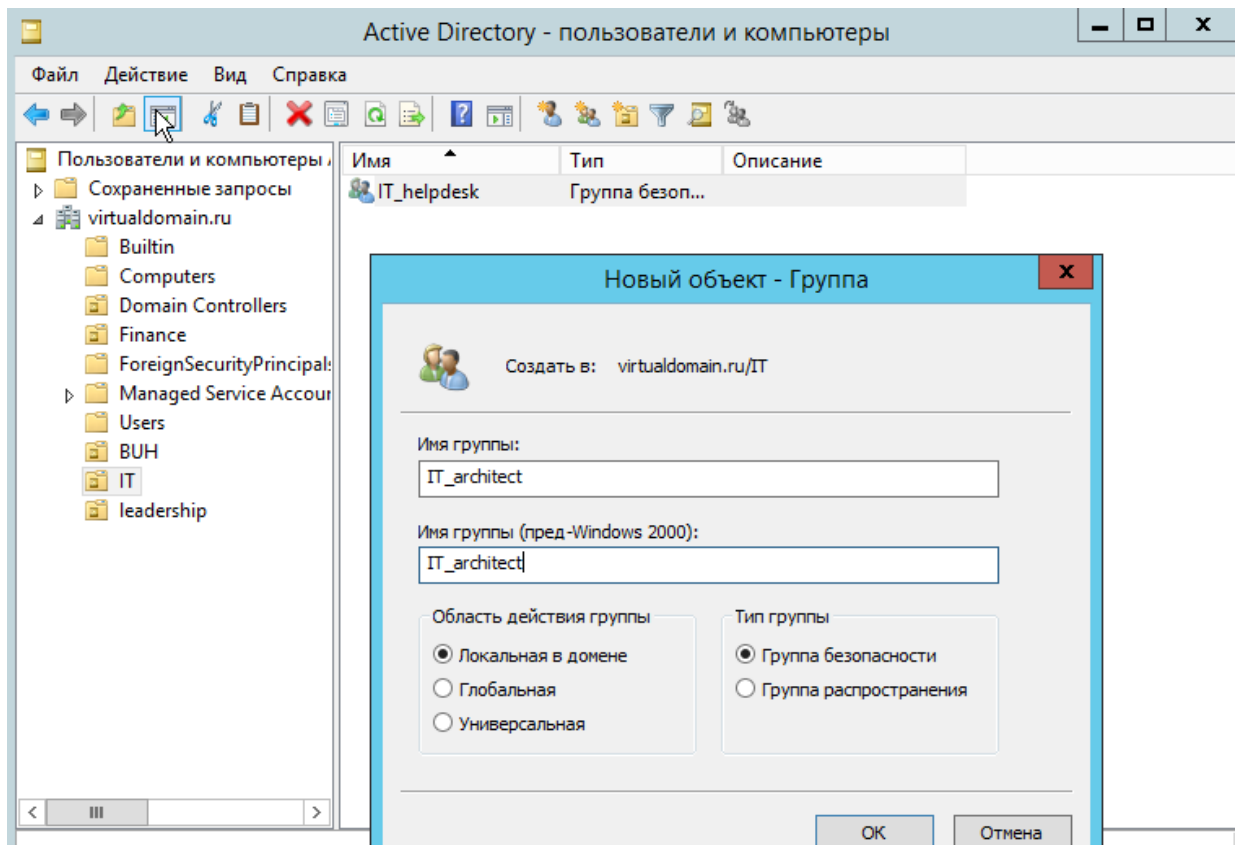 Active Directory - пользователи и компьютеры
Файл Действие Вид Справка
Пользователи и компьютеры
Сохраненные запросы
virtualdomain.ru
Builtin
Computers
Domain Controllers
Finance
ForeignSecurityPrincipal
Managed Service Accou
Users
BUH
IT
leadership
Имя Тип Описание
IT_helpdesk Группа безоп...
Новый объект - Группа
Создать в: virtualdomain.ru/IT
Имя группы:
IT_architect
Имя группы (пред-Windows 2000):
IT_architect
Область действия группы
Локальная в домене
Глобальная
Универсальная
Тип группы
Группа безопасности
Группа распространения
ОК Отмена